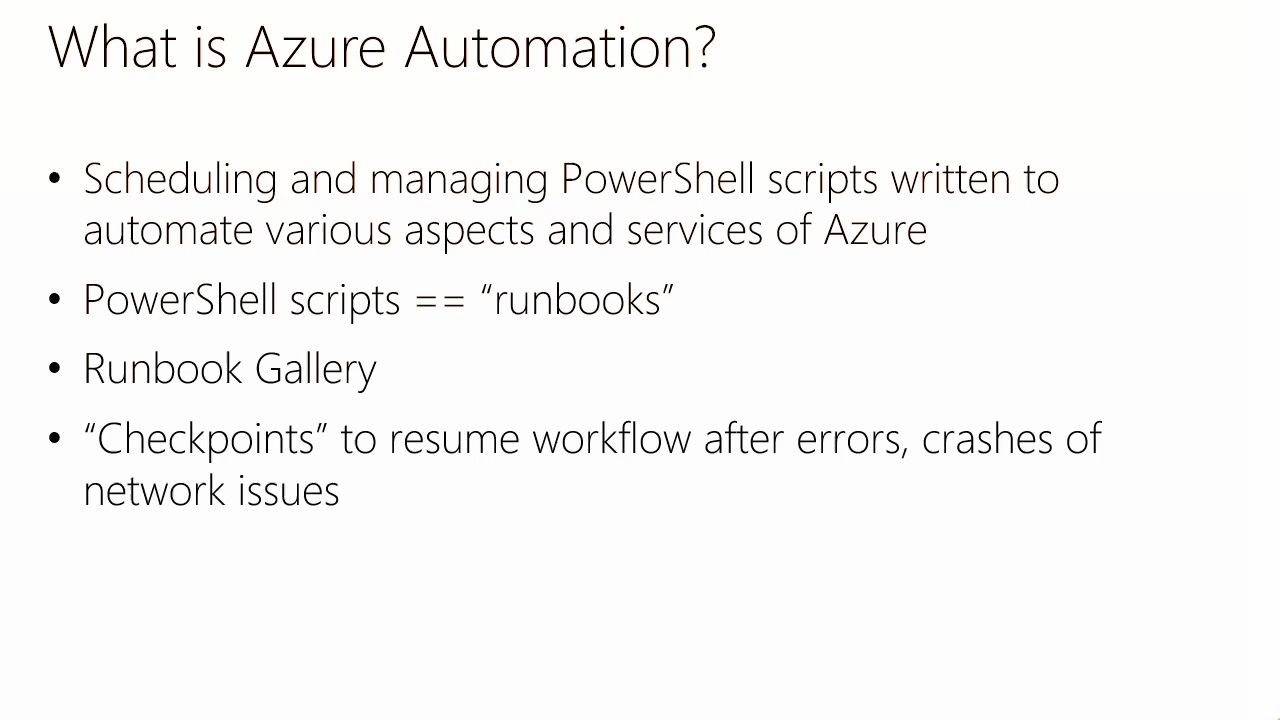 What is Azure Automation?
• Scheduling and managing PowerShell scripts written to
automate various aspects and services of Azure
• PowerShell scripts == “runbooks”
• Runbook Gallery
• “Checkpoints” to resume workflow after errors, crashes of
network issues